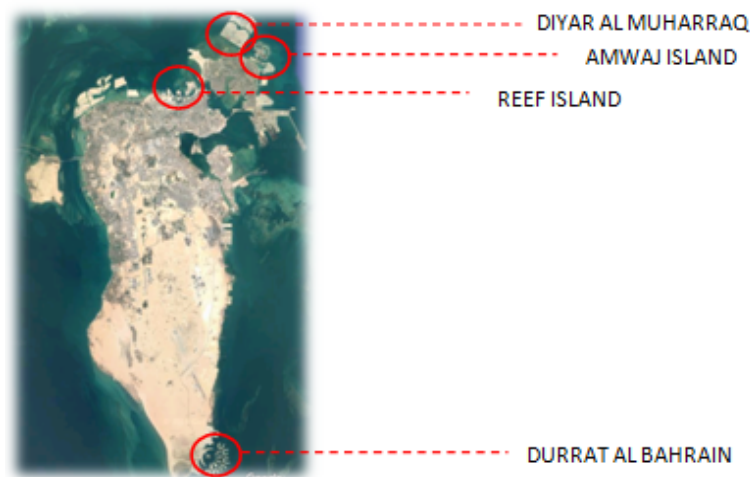 DIYAR AL MUHARRAQ
AMWAJ ISLAND
REEF ISLAND
DURRAT AL BAHRAIN